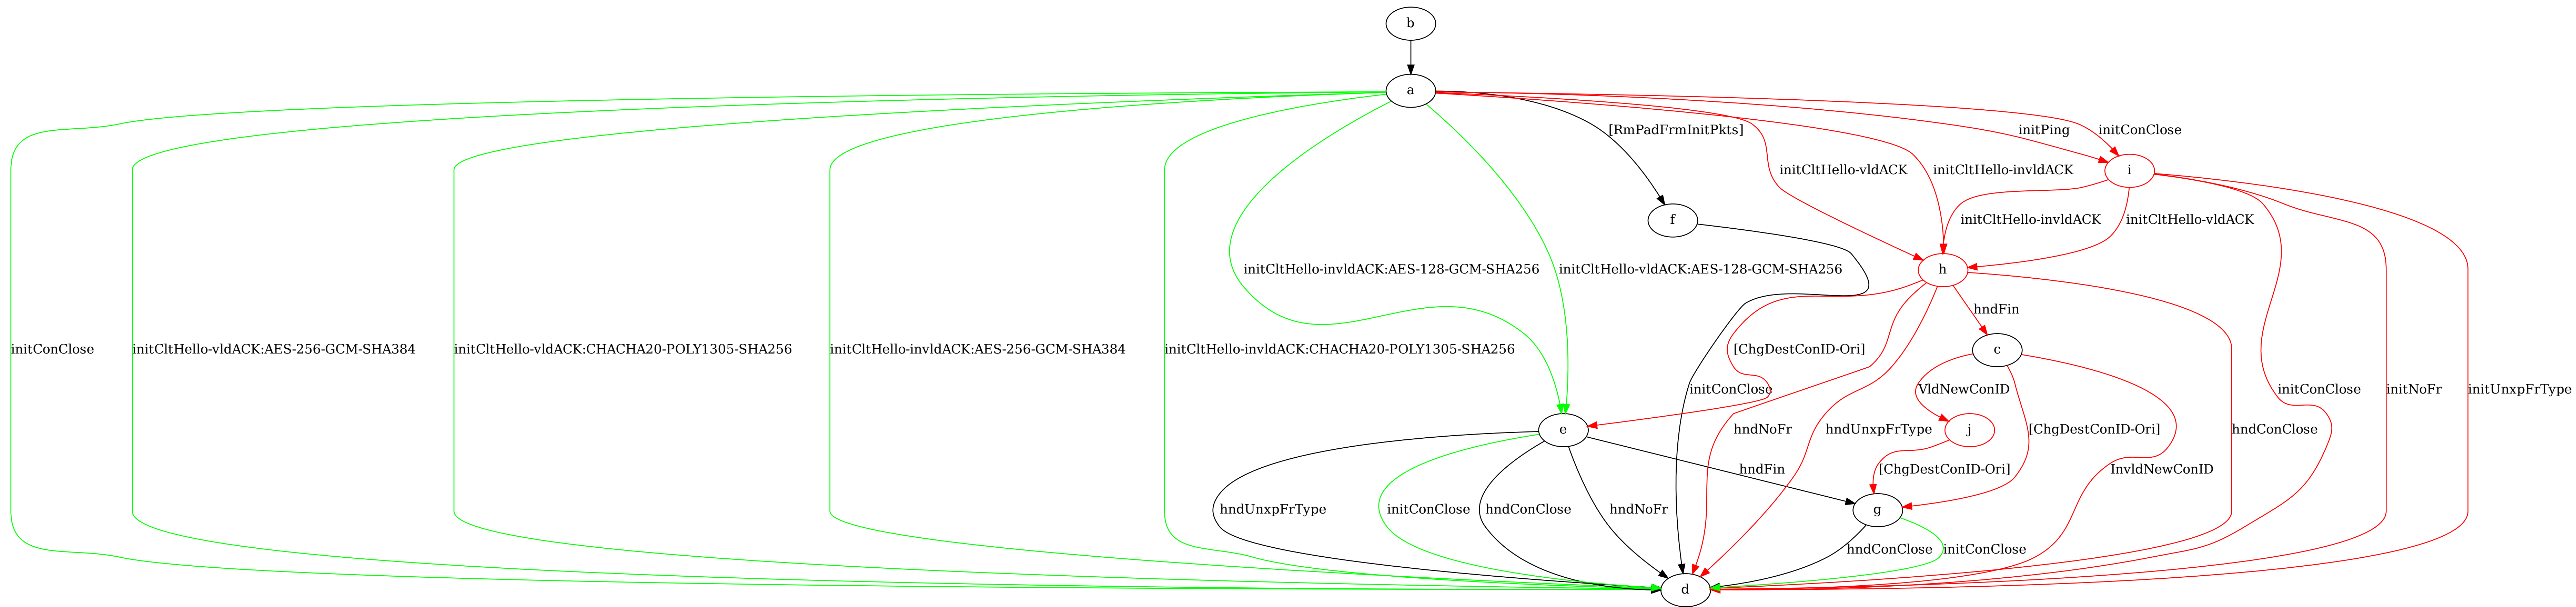 b
a
[RmPadFrmInitPkts]
initPing
initConClose
initCltHello-vldACK
initCltHello-invldACK
i
f
initCltHello-invldACK
initCltHello-vldACK
initCltHello-invldACK:AES-128-GCM-SHA256
initCltHello-vldACK:AES-128-GCM-SHA256
h
hndFin
initConClose
initCltHello-vldACK:AES-256-GCM-SHA384
initCltHello-vldACK:CHACHA20-POLY1305-SHA256
initCltHello-invldACK:AES-256-GCM-SHA384
initCltHello-invldACK:CHACHA20-POLY1305-SHA256
[ChgDestConID-Ori]
c
initConClose
VldNewConID
initConClose
initNoFr
initUnxpFrType
e
hndNoFr
hndUnxpFrType
j
[ChgDestConID-Ori]
hndConClose
hndFin
[ChgDestConID-Ori]
InvldNewConID
hndUnxpFrType
initConClose
hndConClose
hndNoFr
g
hndConClose
initConClose
d